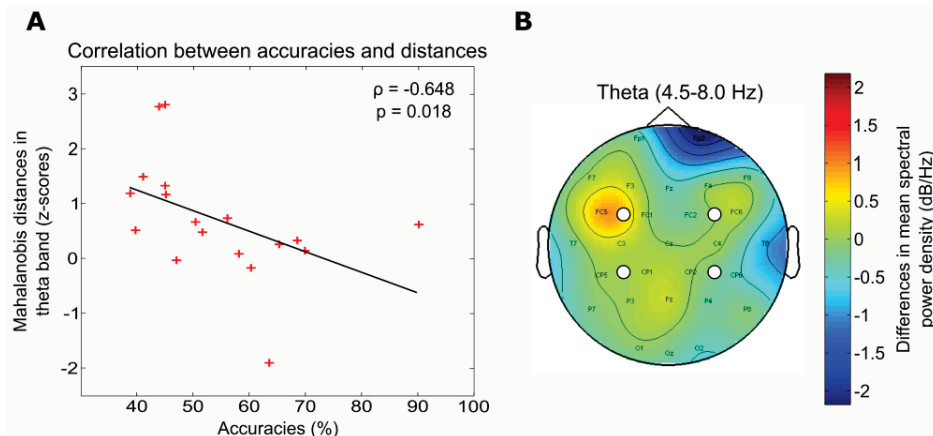 A
Correlation between accuracies and distances
ρ = -0.648
p = 0.018
Mahalanobis distances in
theta band (z-scores)
3
2
1
0
-1
-2
40
50
60
70
80
90
100
Accuracies (%)
B
Theta (4.5-8.0 Hz)
Fp1
Fp2
F7
F3
Fz
F4
F8
FC5
FC1
FC2
FC6
T7
C3
Cz
C4
T8
CP5
CP1
CP2
CP6
P7
P3
Pz
P4
P8
O1
Oz
O2
2
1.5
1
0.5
0
-0.5
-1
-1.5
-2
Differences in mean spectral
power density (dB/Hz)